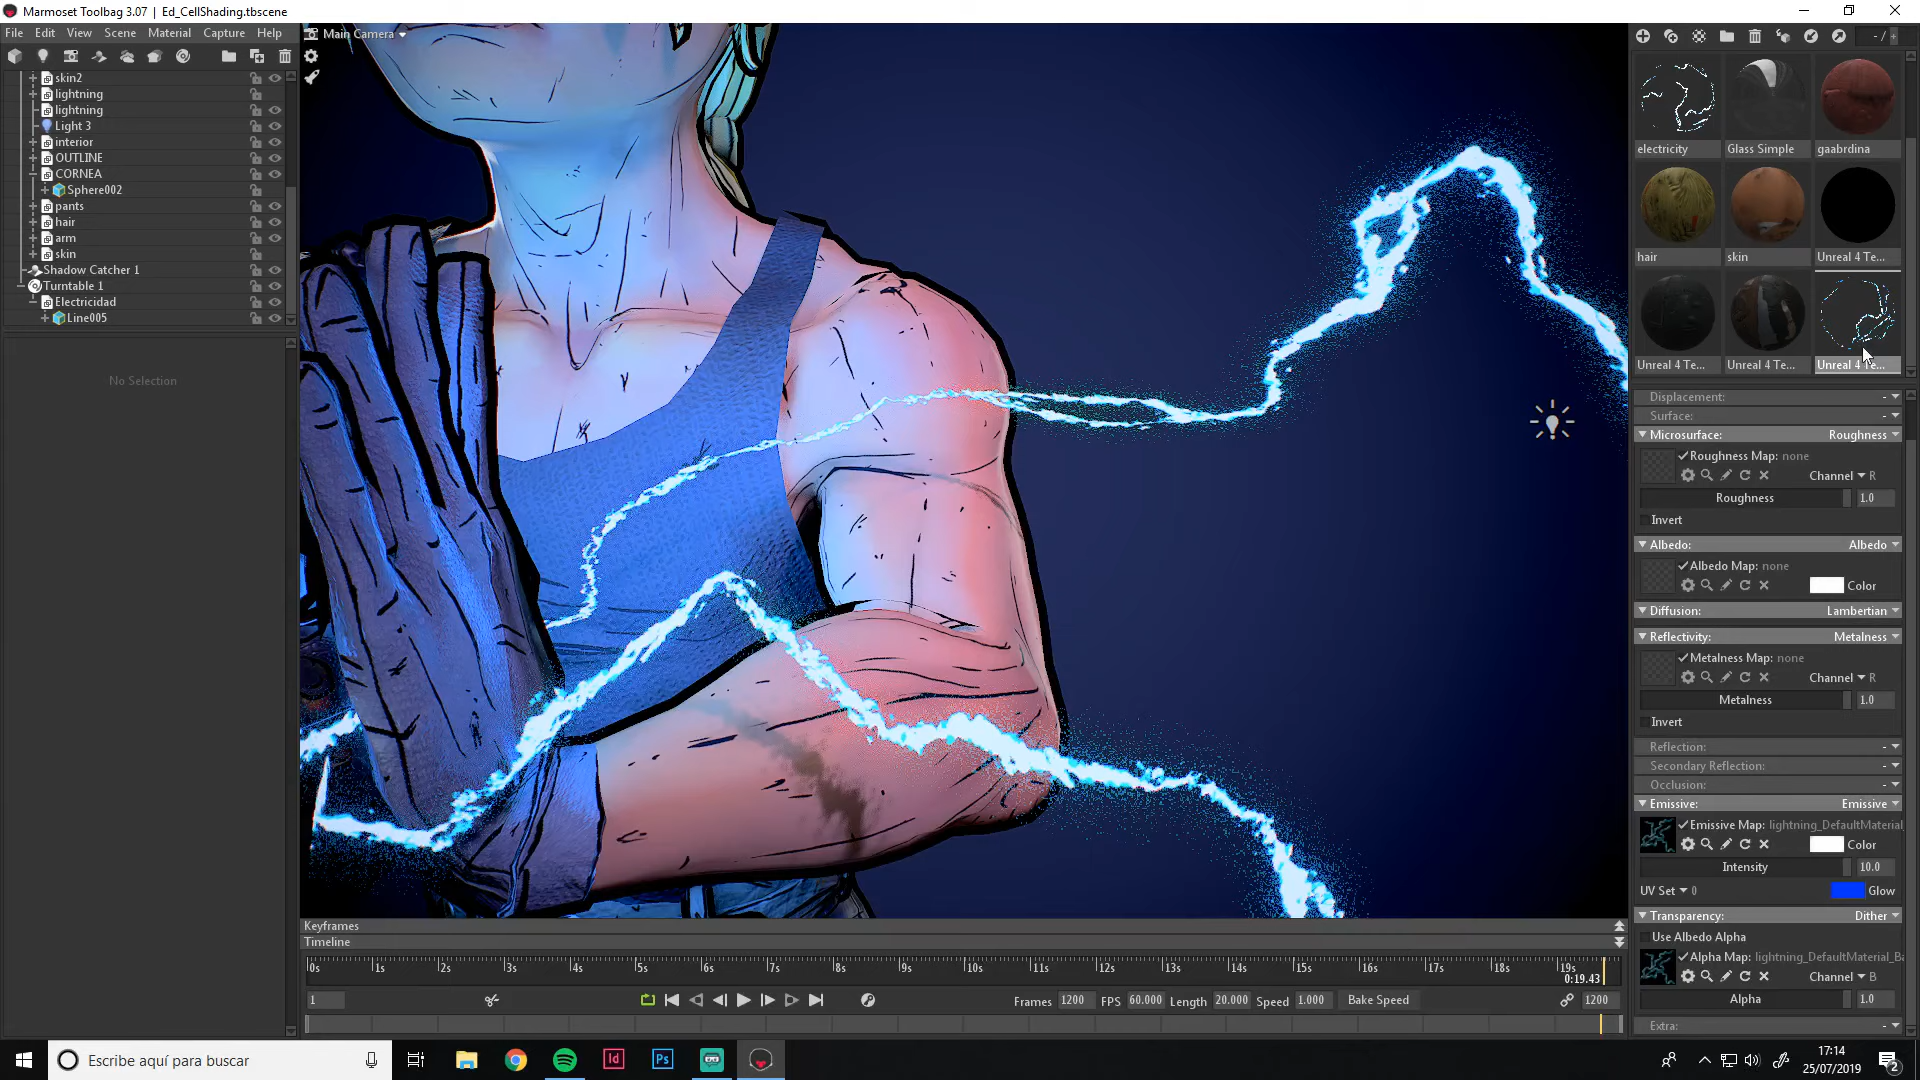 Marmoset Toolbag 3.07 | Ed_CellShading.tbscene
File Edit View Scene Material Capture Help
Main Camera
- / +
skin2
lightning
lightning
Light 3
interior
OUTLINE
CORNEA
Sphere002
pants
hair
arm
skin
Shadow Catcher 1
Turntable 1
Electricidad
Line005
No Selection
electricity Glass Simple gaabrdina
hair skin Unreal 4 Te...
Unreal 4 Te... Unreal 4 Te... Unreal 4 Te...
Displacement: -
Surface: -
Microsurface: Roughness
Roughness Map: none
Channel R
Roughness 1.0
Invert
Albedo: Albedo
Albedo Map: none
Color
Diffusion: Lambertian
Reflectivity: Metalness
Metalness Map: none
Channel R
Metalness 1.0
Invert
Reflection: -
Secondary Reflection: -
Occlusion: -
Emissive: Emissive
Emissive Map: lightning_DefaultMaterial
Color
Intensity 10.0
UV Set 0 Glow
Transparency: Dither
Use Albedo Alpha
Alpha Map: lightning_DefaultMaterial_Ba
Channel B
Alpha 1.0
Extra: -
Keyframes
Timeline
0s 1s 2s 3s 4s 5s 6s 7s 8s 9s 10s 11s 12s 13s 14s 15s 16s 17s 18s 19s
0:19.43
1 Frames 1200 FPS 60.000 Length 20.000 Speed 1.000 Bake Speed 1200
Escribe aquí para buscar
Id
Ps
17:14
25/07/2019
2